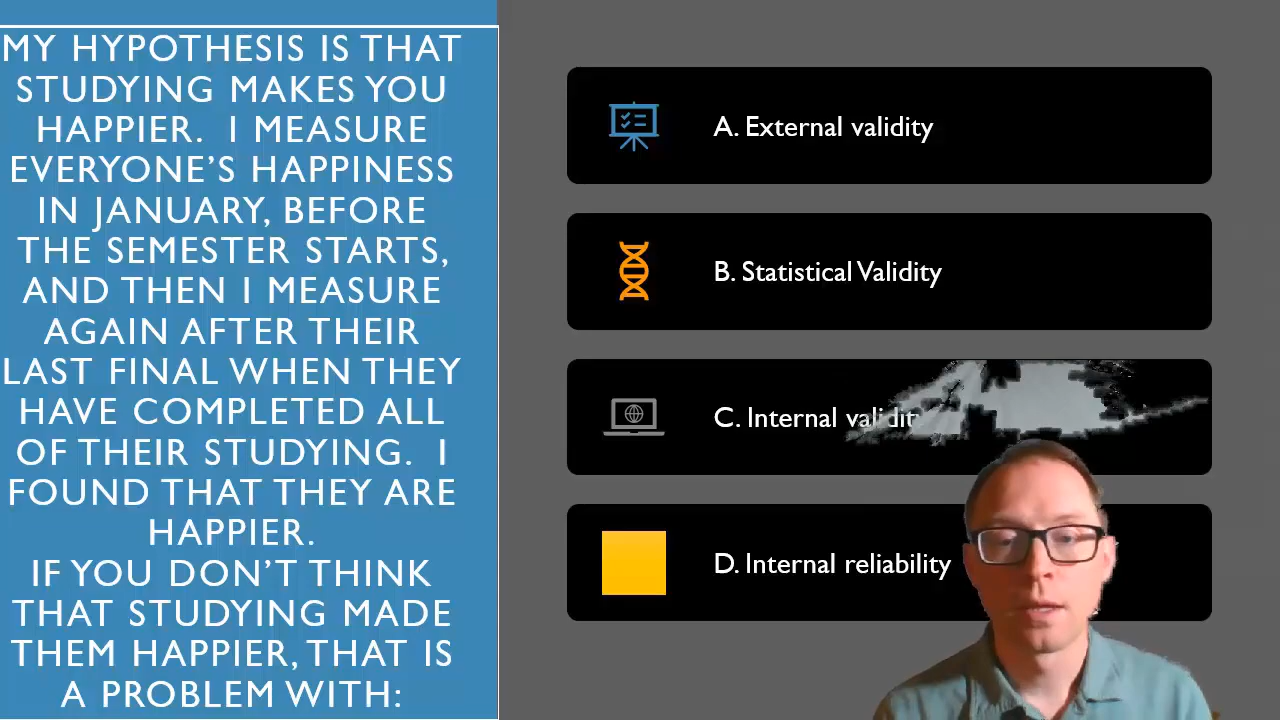 MY HYPOTHESIS IS THAT
STUDYING MAKES YOU
HAPPIER. I MEASURE
EVERYONE'S HAPPINESS
IN JANUARY, BEFORE
THE SEMESTER STARTS,
AND THEN I MEASURE
AGAIN AFTER THEIR
LAST FINAL WHEN THEY
HAVE COMPLETED ALL
OF THEIR STUDYING. I
FOUND THAT THEY ARE
HAPPIER.
IF YOU DON'T THINK
THAT STUDYING MADE
THEM HAPPIER, THAT IS
A PROBLEM WITH:
A. External validity
B. Statistical Validity
C. Internal validity
D. Internal reliability